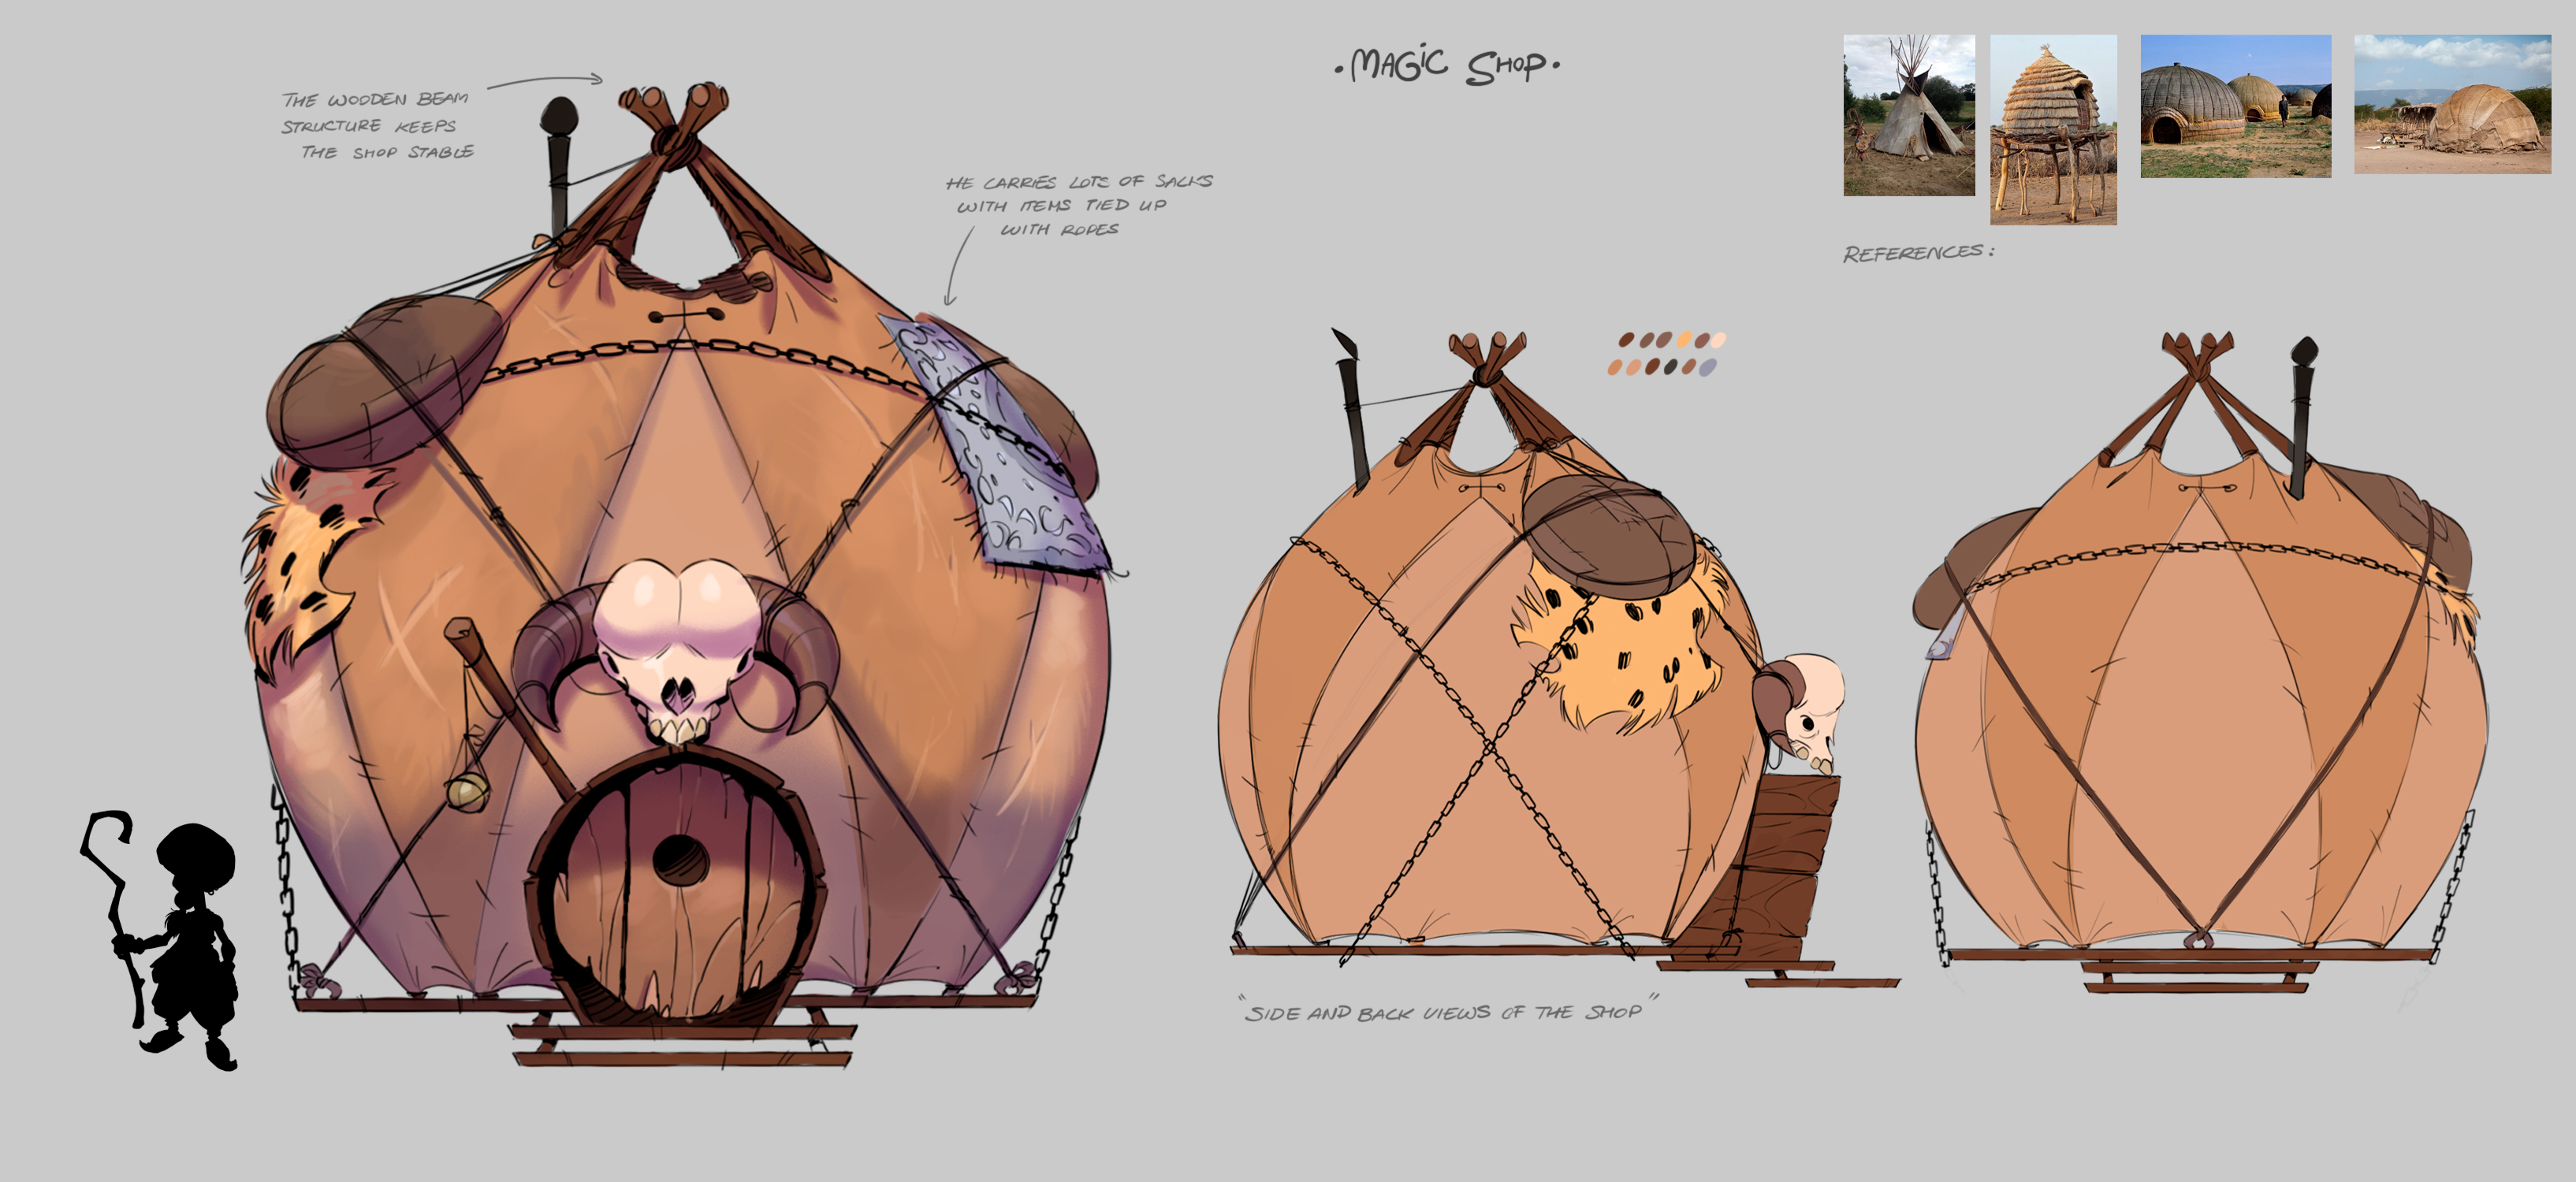 •MAGiC SHOP•
THE WOODEN BEAM
STRUCTURE KEEPS
THE SHOP STABLE
HE CARRIES LOTS OF SACKS
WITH ITEMS TIED UP
WITH ROPES
REFERENCES:
"SIDE AND BACK VIEWS OF THE SHOP"